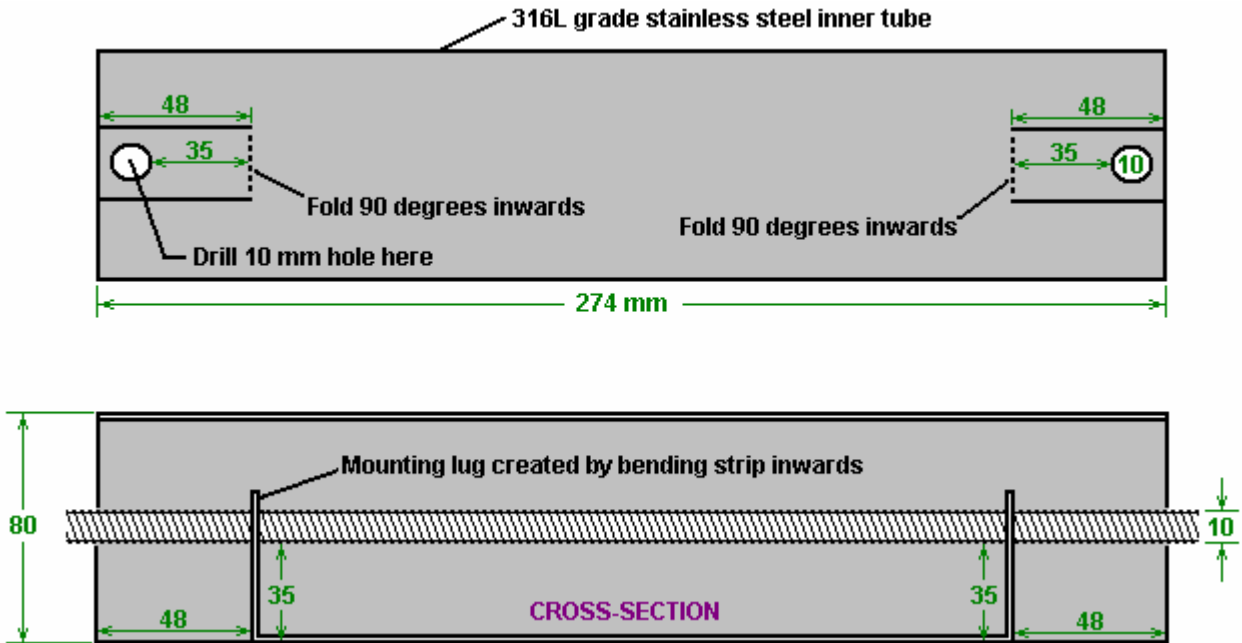 316L grade stainless steel inner tube
48
48
35
35
10
Fold 90 degrees inwards
Fold 90 degrees inwards
Drill 10 mm hole here
274 mm
Mounting lug created by bending strip inwards
80
10
35
35
CROSS-SECTION
48
48